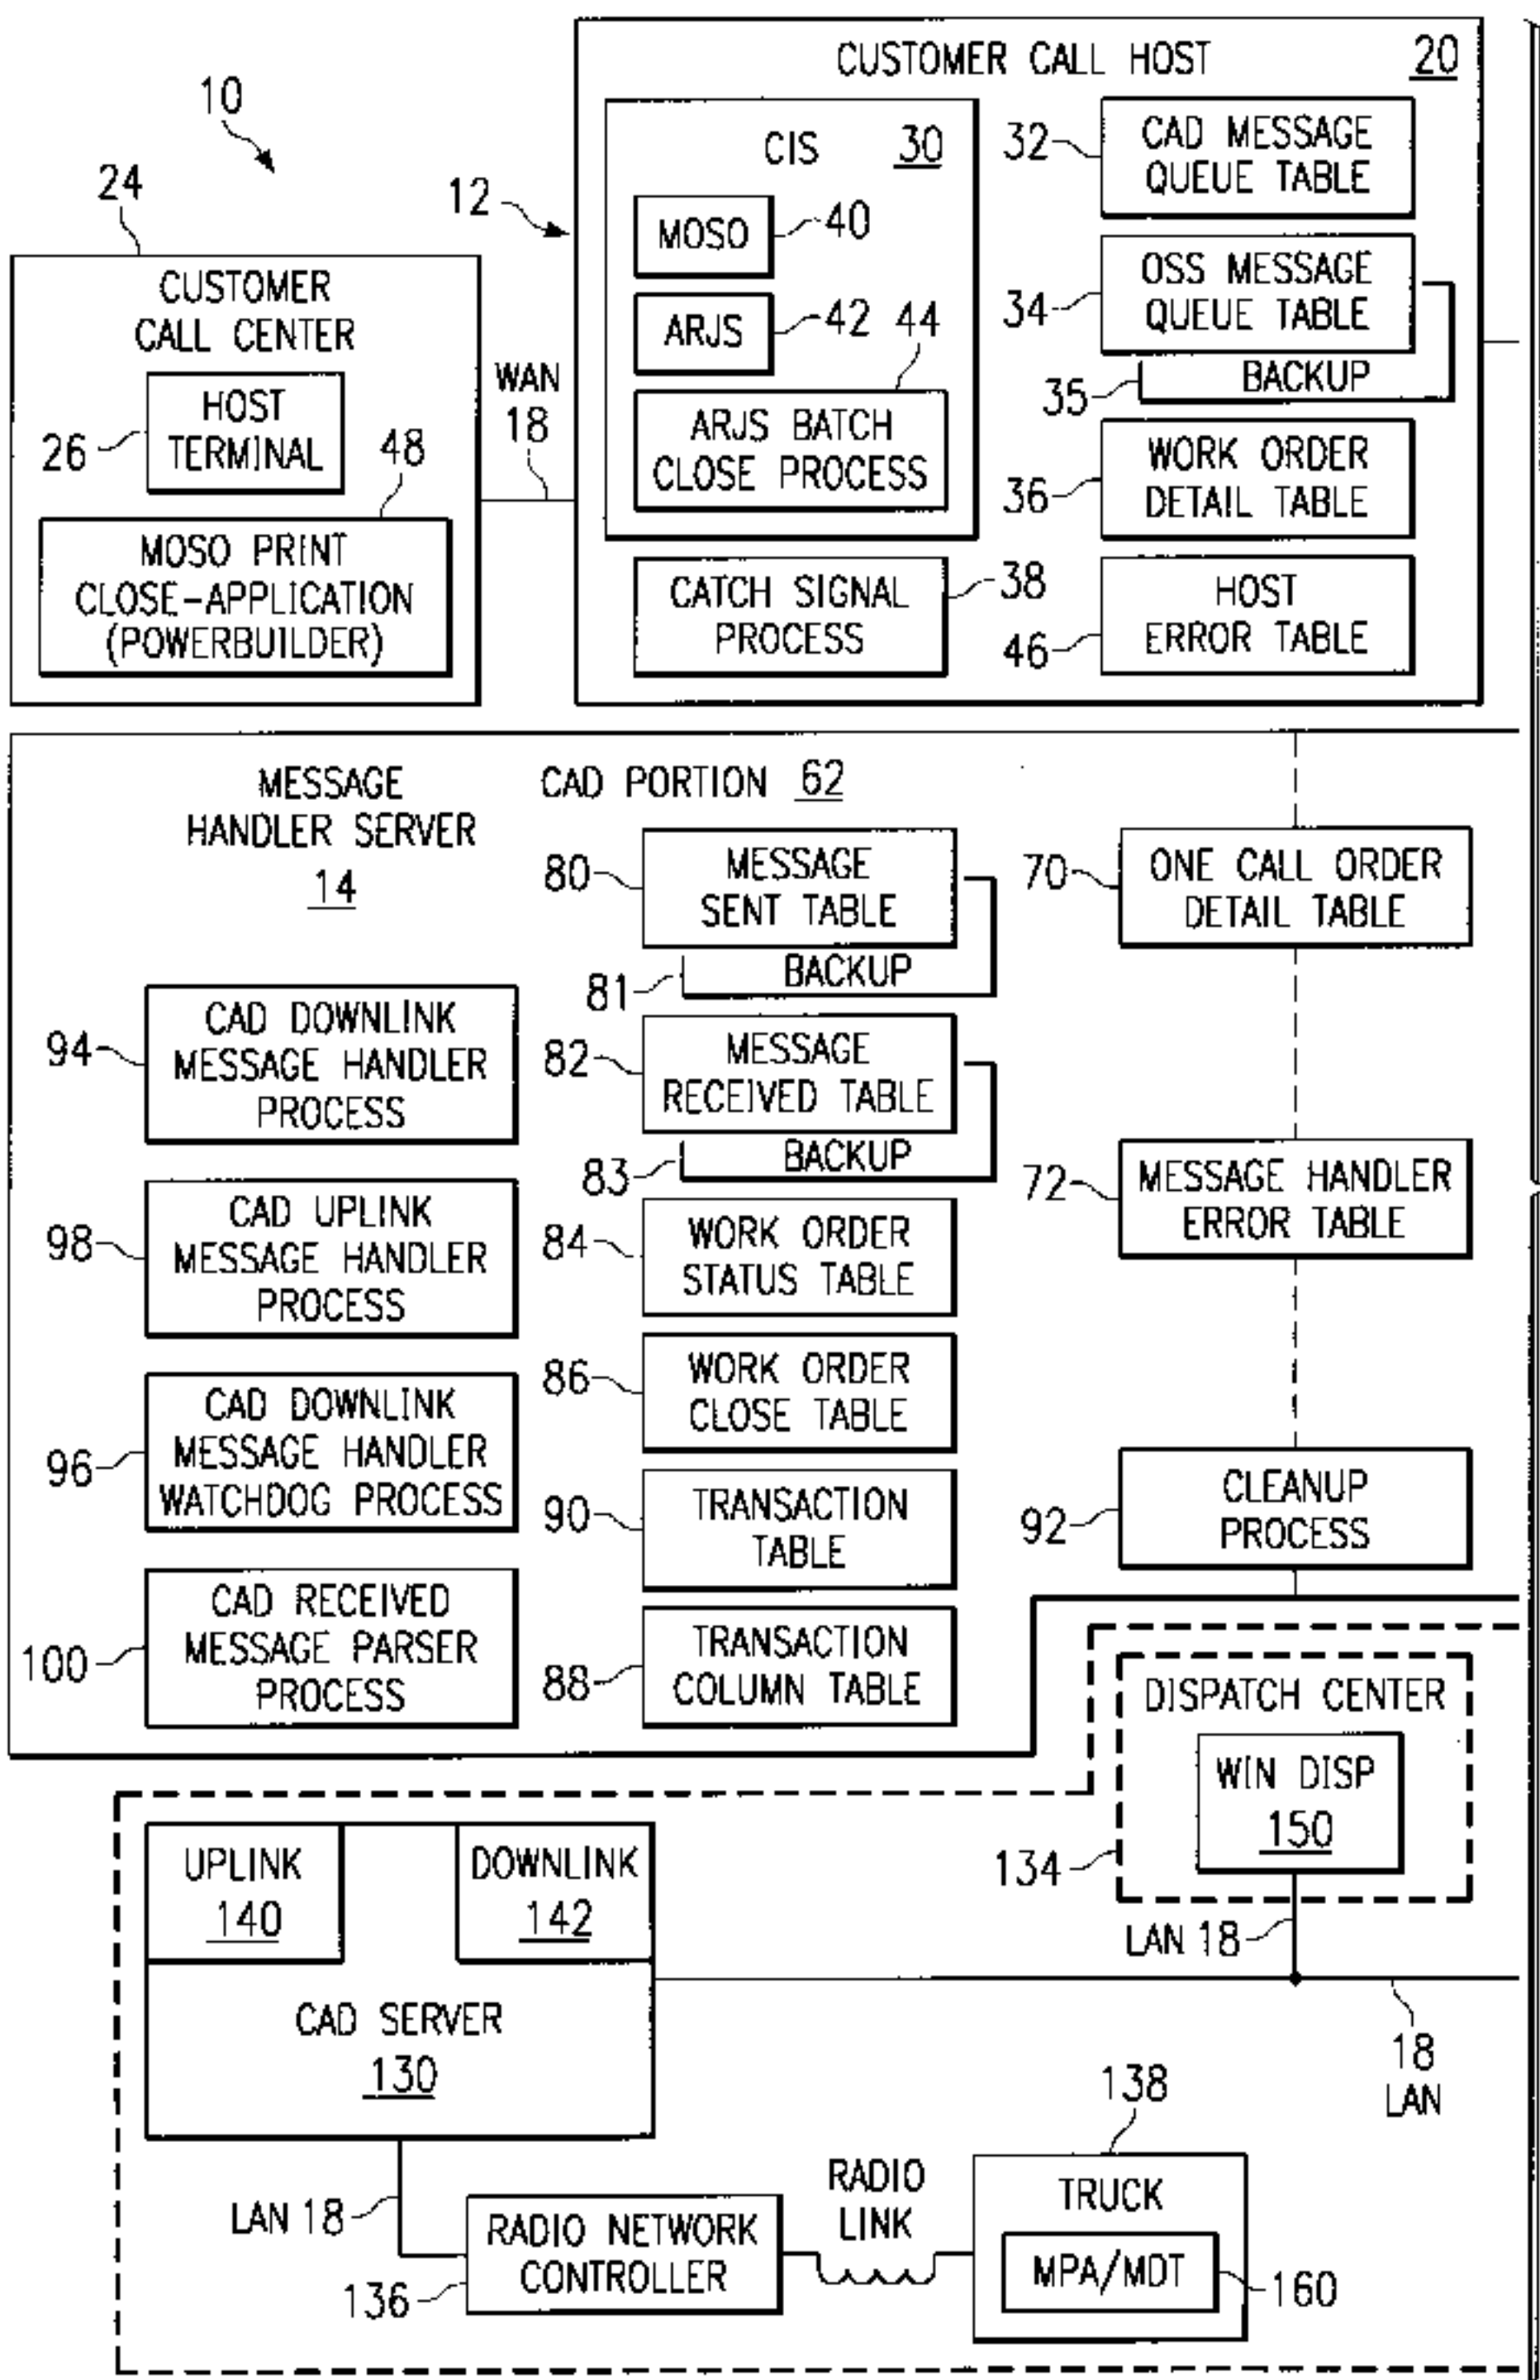 10
24
CUSTOMER
CALL CENTER
HOST
TERMINAL
26
48
MOSO PRINT
CLOSE-APPLICATION
(POWERBUILDER)
WAN
18
12
CUSTOMER CALL HOST 20
CIS 30
MOSO
40
ARJS
42
44
ARJS BATCH
CLOSE PROCESS
CATCH SIGNAL
PROCESS
38
32
CAD MESSAGE
QUEUE TABLE
34
OSS MESSAGE
QUEUE TABLE
35
BACKUP
36
WORK ORDER
DETAIL TABLE
46
HOST
ERROR TABLE
MESSAGE
HANDLER SERVER
14
CAD PORTION 62
94
CAD DOWNLINK
MESSAGE HANDLER
PROCESS
98
CAD UPLINK
MESSAGE HANDLER
PROCESS
96
CAD DOWNLINK
MESSAGE HANDLER
WATCHDOG PROCESS
100
CAD RECEIVED
MESSAGE PARSER
PROCESS
80
MESSAGE
SENT TABLE
81
BACKUP
82
MESSAGE
RECEIVED TABLE
83
BACKUP
84
WORK ORDER
STATUS TABLE
86
WORK ORDER
CLOSE TABLE
90
TRANSACTION
TABLE
88
TRANSACTION
COLUMN TABLE
70
ONE CALL ORDER
DETAIL TABLE
72
MESSAGE HANDLER
ERROR TABLE
92
CLEANUP
PROCESS
DISPATCH CENTER
WIN DISP
150
134
LAN 18
18
LAN
UPLINK
140
DOWNLINK
142
CAD SERVER
130
LAN 18
RADIO NETWORK
CONTROLLER
136
RADIO
LINK
138
TRUCK
MPA/MDT
160